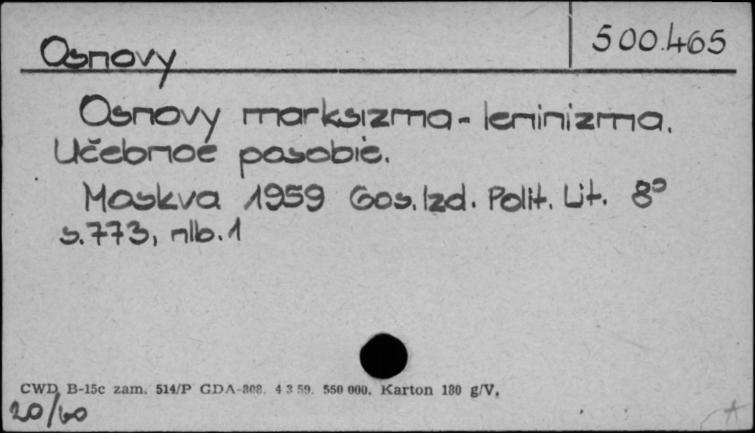 Osnovy 500.465
Osnovy marksizma-leninizma.
Učebnoe posobie.
Moskva 1959 Gos. Izd. Polit. Lit. 8°
s.773, nlb.1
CWD, B-15c zam. 514/P GDA-808. 4 3 59. 550 000. Karton 180 g/V,
20/60
A